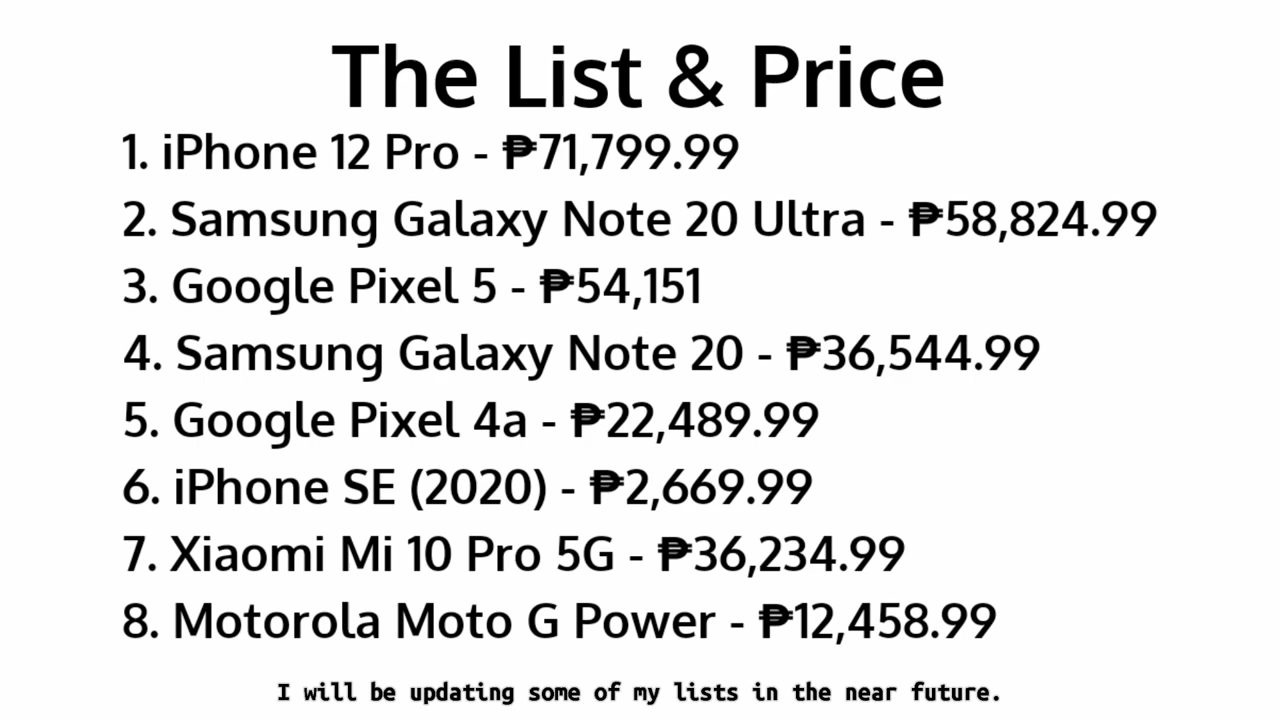 The List & Price
1. iPhone 12 Pro - ₱71,799.99
2. Samsung Galaxy Note 20 Ultra - ₱58,824.99
3. Google Pixel 5 - ₱54,151
4. Samsung Galaxy Note 20 - ₱36,544.99
5. Google Pixel 4a - ₱22,489.99
6. iPhone SE (2020) - ₱2,669.99
7. Xiaomi Mi 10 Pro 5G - ₱36,234.99
8. Motorola Moto G Power - ₱12,458.99
I will be updating some of my lists in the near future.